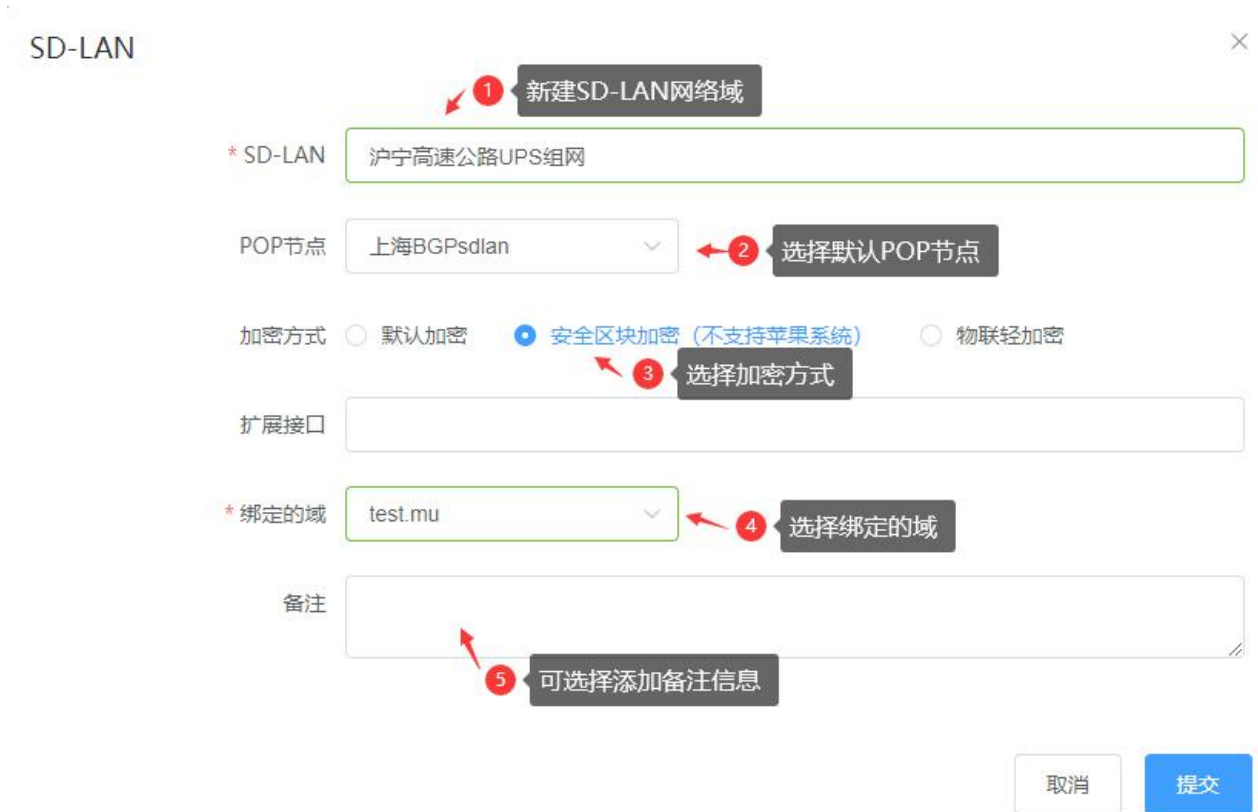 SD-LAN
1 新建SD-LAN网络域
* SD-LAN 沪宁高速公路UPS组网
POP节点 上海BGPsdlan 2 选择默认POP节点
加密方式 默认加密 安全区块加密（不支持苹果系统） 物联轻加密
3 选择加密方式
扩展接口
* 绑定的域 test.mu 4 选择绑定的域
备注
5 可选择添加备注信息
取消 提交